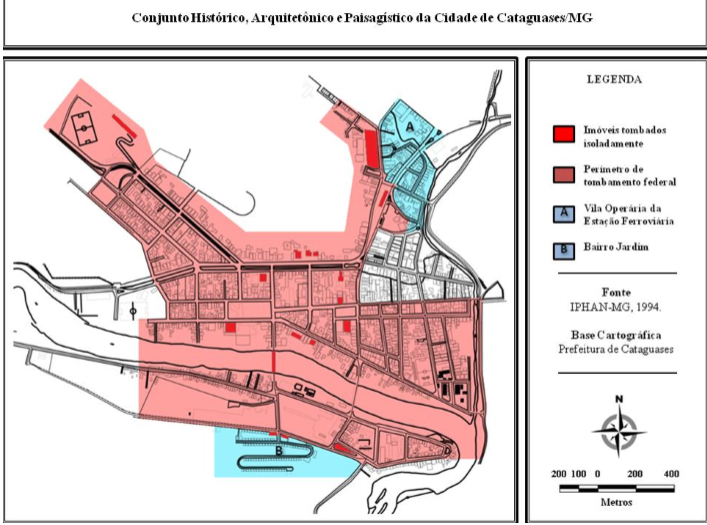 Conjunto Histórico, Arquitetônico e Paisagístico da Cidade de Cataguases/MG
A
B
LEGENDA
Imóveis tombados
isoladamente
Perímetro de
tombamento federal
A
Vila Operária da
Estação Ferroviária
B
Bairro Jardim
Fonte
IPHAN-MG, 1994.
Base Cartográfica
Prefeitura de Cataguases
N
200 100 0 200 400
Metros